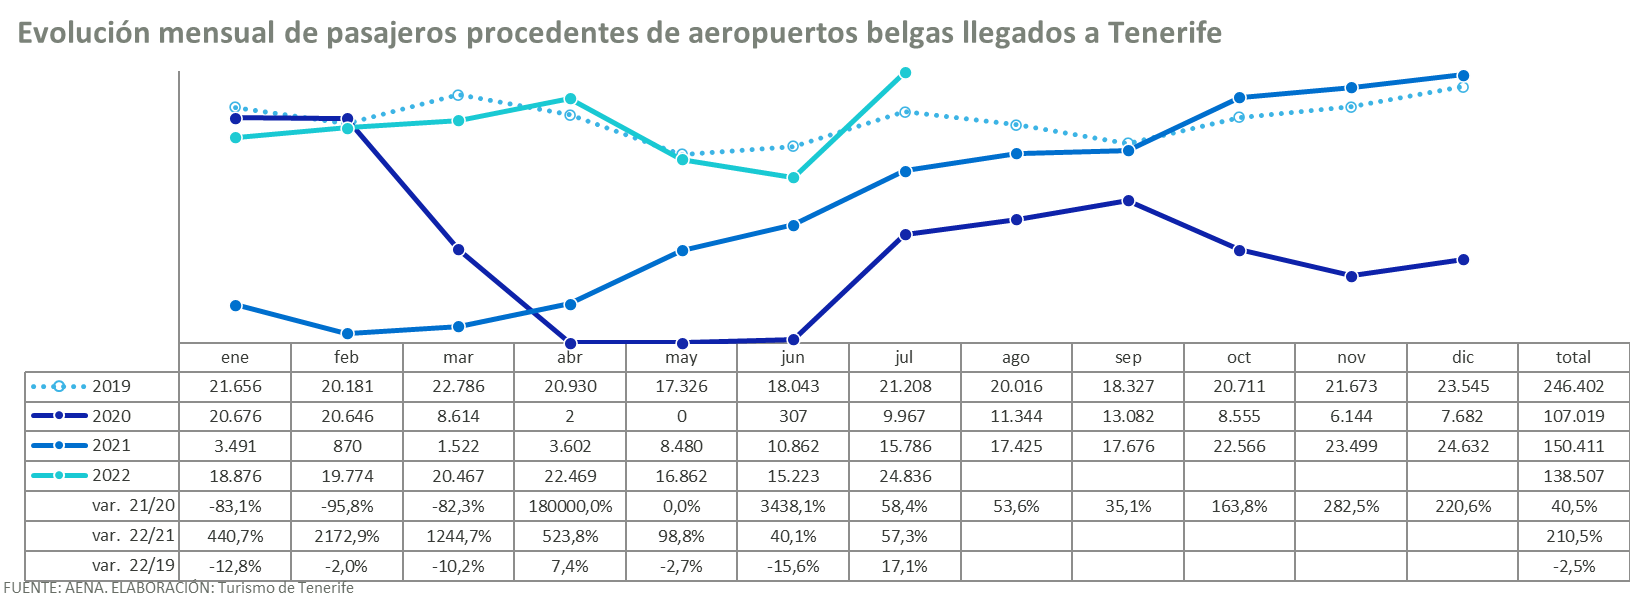 Evolución mensual de pasajeros procedentes de aeropuertos belgas llegados a Tenerife
ene feb mar abr may jun jul ago sep oct nov dic total
2019 21.656 20.181 22.786 20.930 17.326 18.043 21.208 20.016 18.327 20.711 21.673 23.545 246.402
2020 20.676 20.646 8.614 2 0 307 9.967 11.344 13.082 8.555 6.144 7.682 107.019
2021 3.491 870 1.522 3.602 8.480 10.862 15.786 17.425 17.676 22.566 23.499 24.632 150.411
2022 18.876 19.774 20.467 22.469 16.862 15.223 24.836 138.507
var. 21/20 -83,1% -95,8% -82,3% 180000,0% 0,0% 3438,1% 58,4% 53,6% 35,1% 163,8% 282,5% 220,6% 40,5%
var. 22/21 440,7% 2172,9% 1244,7% 523,8% 98,8% 40,1% 57,3% 210,5%
var. 22/19 -12,8% -2,0% -10,2% 7,4% -2,7% -15,6% 17,1% -2,5%
FUENTE: AENA. ELABORACIÓN: Turismo de Tenerife